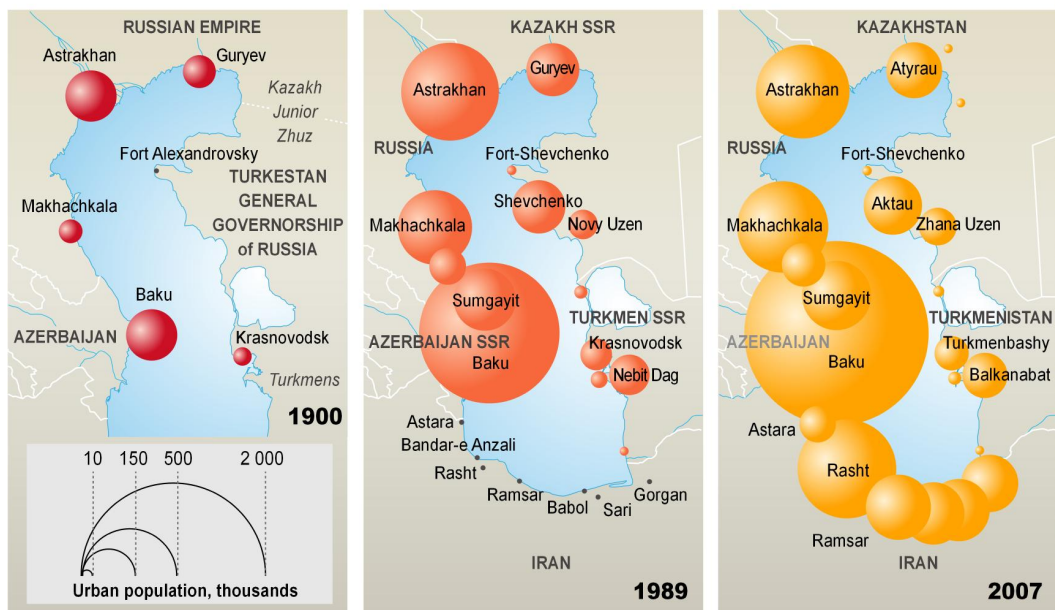 RUSSIAN EMPIRE
Astrakhan
Guryev
Kazakh
Junior
Zhuz
Fort Alexandrovsky
TURKESTAN
GENERAL
GOVERNORSHIP
of RUSSIA
Makhachkala
Baku
AZERBAIJAN
Krasnovodsk
Turkmens
1900
10 150 500 2 000
Urban population, thousands
KAZAKH SSR
Guryev
Astrakhan
RUSSIA
Fort-Shevchenko
Shevchenko
Makhachkala
Novy Uzen
Sumgayit
TURKMEN SSR
AZERBAIJAN SSR
Krasnovodsk
Baku
Nebit Dag
Astara
Bandar-e Anzali
Rasht
Ramsar
Babol
Sari
Gorgan
IRAN
1989
KAZAKHSTAN
Atyrau
Astrakhan
RUSSIA
Fort-Shevchenko
Aktau
Makhachkala
Zhana Uzen
Sumgayit
TURKMENISTAN
AZERBAIJAN
Turkmenbashy
Baku
Balkanabat
Astara
Rasht
Ramsar
IRAN
2007